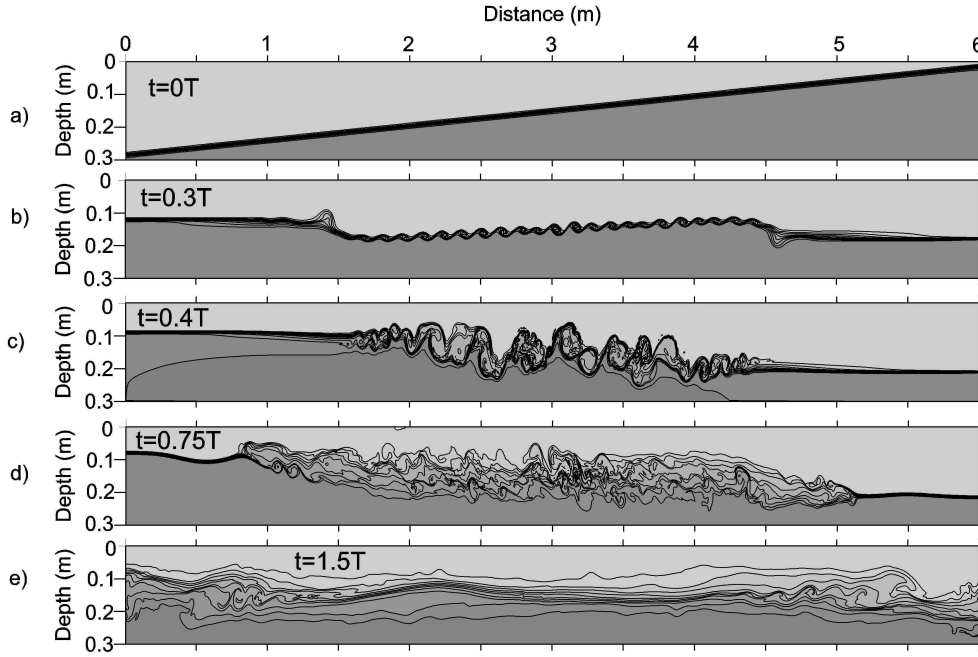 Distance (m)
0 1 2 3 4 5 6
a) Depth (m) 0 0.1 0.2 0.3 t=0T
b) Depth (m) 0 0.1 0.2 0.3 t=0.3T
c) Depth (m) 0 0.1 0.2 0.3 t=0.4T
d) Depth (m) 0 0.1 0.2 0.3 t=0.75T
e) Depth (m) 0 0.1 0.2 0.3 t=1.5T